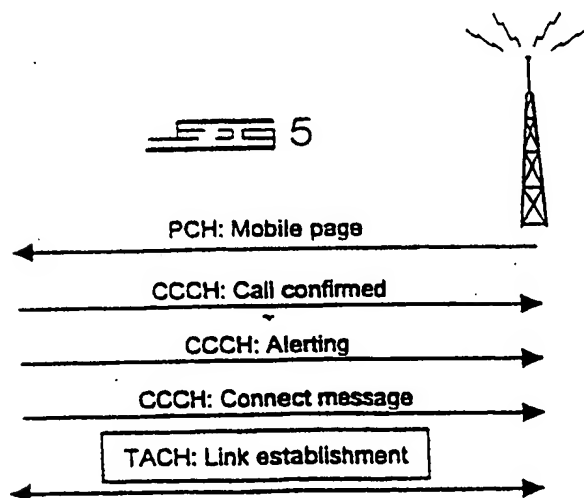 5
PCH: Mobile page
CCCH: Call confirmed
CCCH: Alerting
CCCH: Connect message
TACH: Link establishment